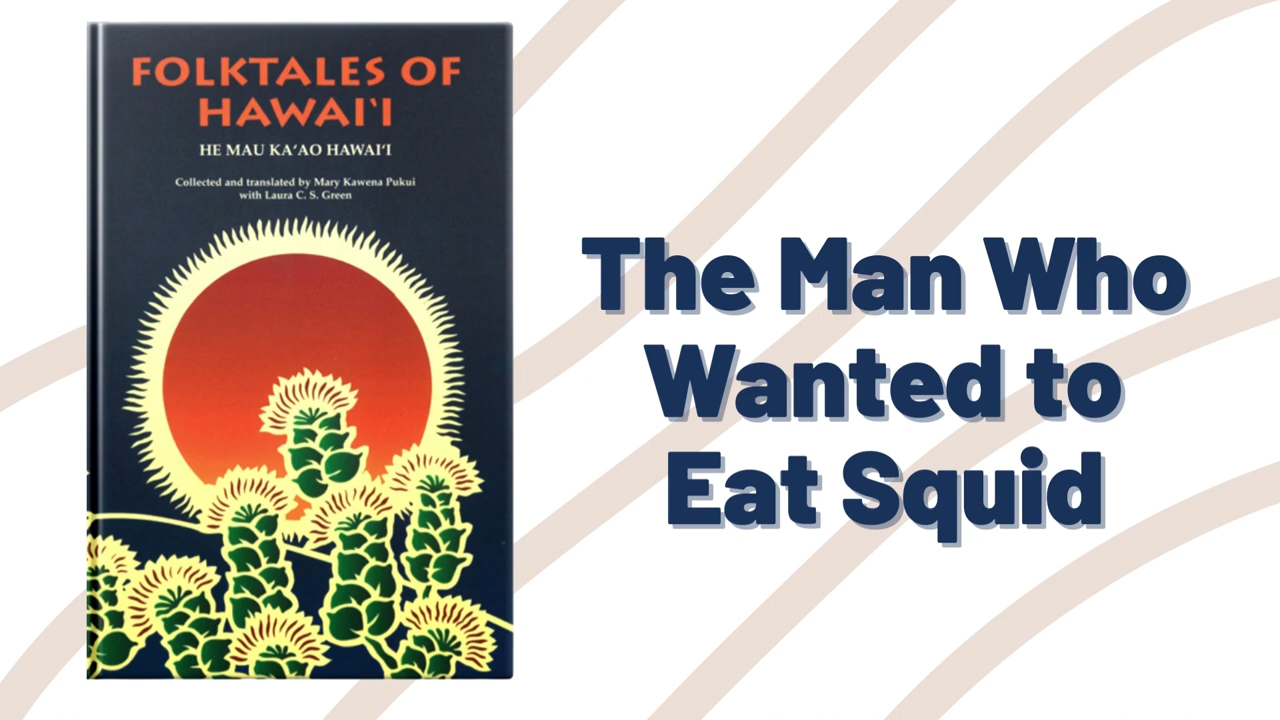 FOLKTALES OF
HAWAI‘I
HE MAU KA‘AO HAWAI‘I
Collected and translated by Mary Kawena Pukui
with Laura C. S. Green
The Man Who
Wanted to
Eat Squid